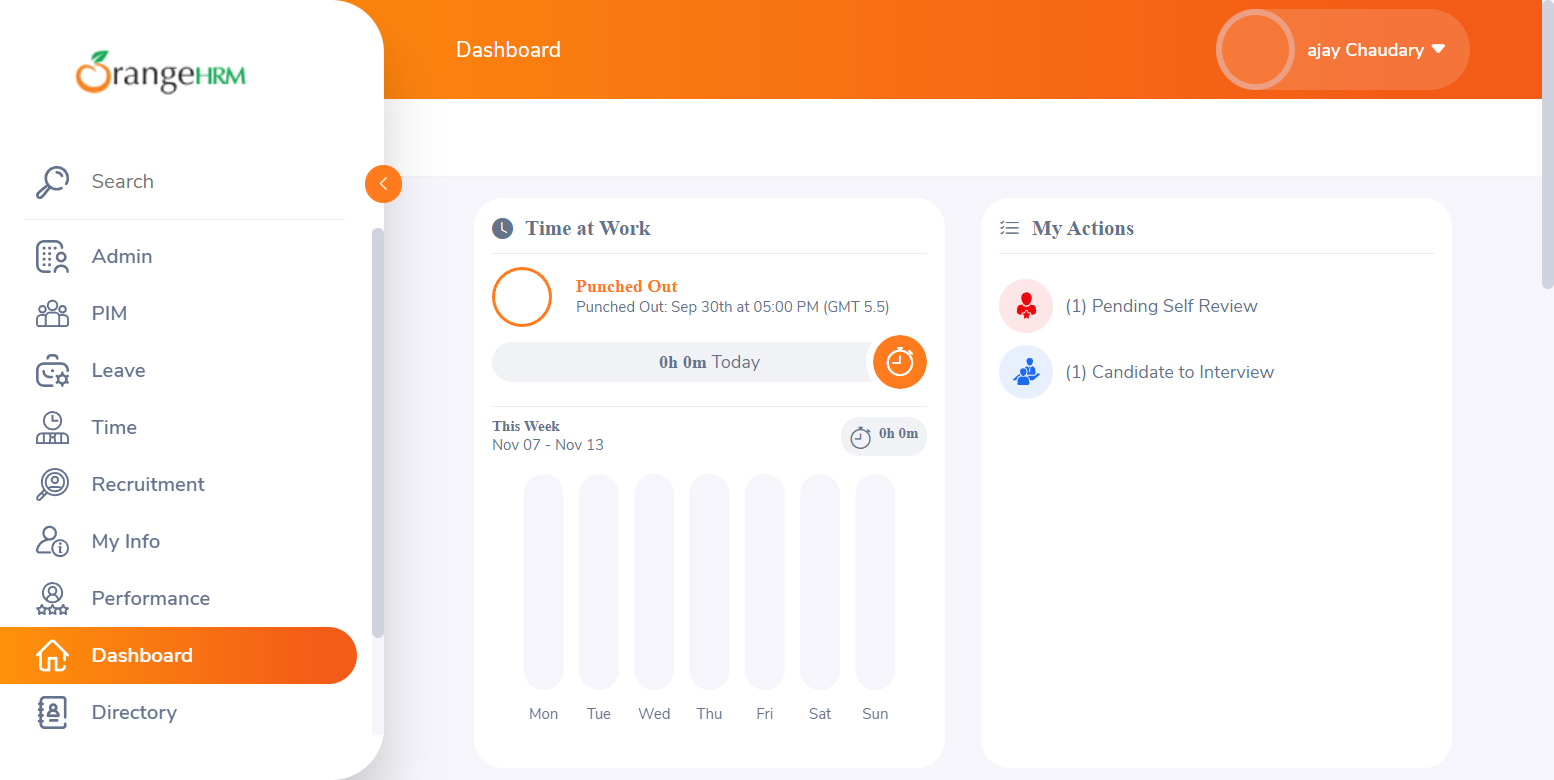 OrangeHRM
Dashboard
ajay Chaudary
Search
Admin
PIM
Leave
Time
Recruitment
My Info
Performance
Dashboard
Directory
Time at Work
Punched Out
Punched Out: Sep 30th at 05:00 PM (GMT 5.5)
0h 0m Today
This Week
Nov 07 - Nov 13
0h 0m
Mon Tue Wed Thu Fri Sat Sun
My Actions
(1) Pending Self Review
(1) Candidate to Interview